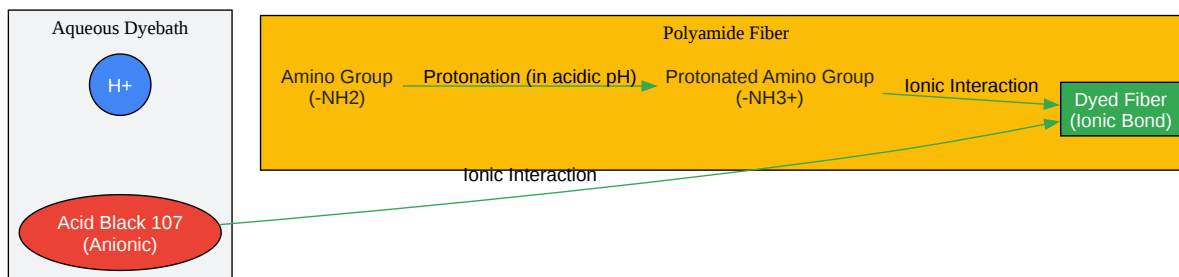 Aqueous Dyebath
H+
Acid Black 107
(Anionic)
Polyamide Fiber
Amino Group
(-NH2)
Protonation (in acidic pH)
Protonated Amino Group
(-NH3+)
Ionic Interaction
Dyed Fiber
(Ionic Bond)
Ionic Interaction